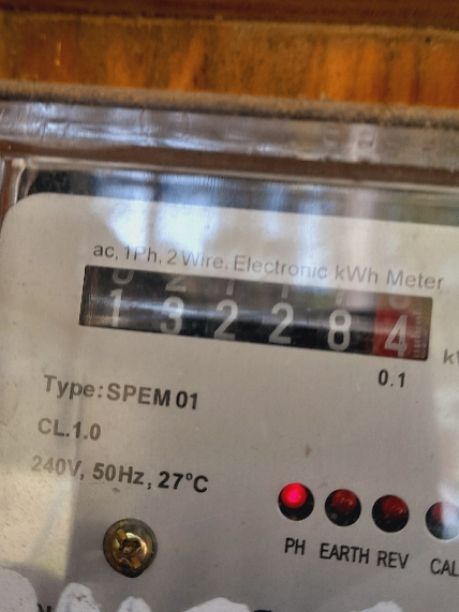 ac, 1Ph, 2 Wire, Electronic kWh Meter
132284
0.1
Type:SPEM 01
CL.1.0
240V, 50Hz, 27°C
PH EARTH REV CAL